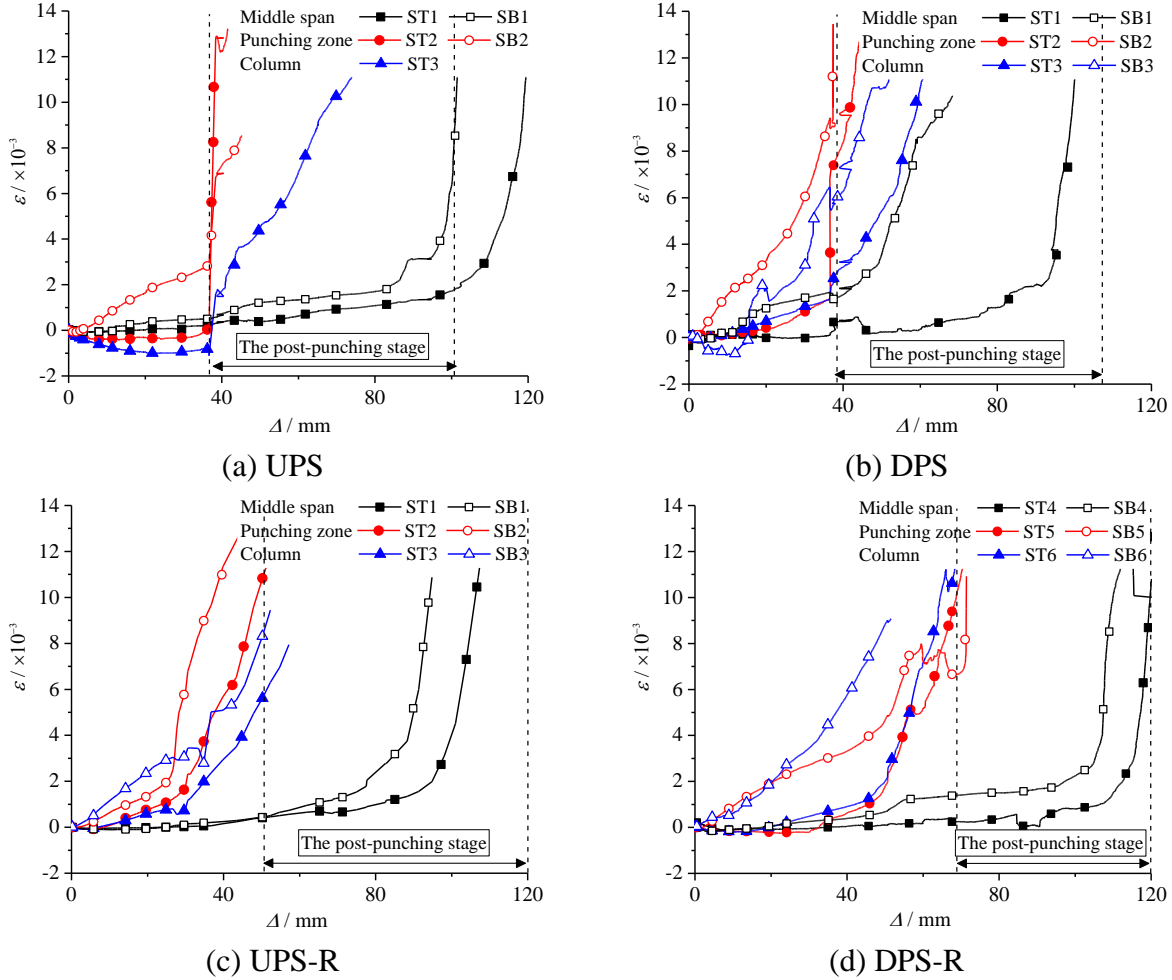 Middle span ST1 SB1
Punching zone ST2 SB2
Column ST3
ε / ×10⁻³
14
12
10
8
6
4
2
0
-2
The post-punching stage
0 40 80 120
Δ / mm
(a) UPS
Middle span ST1 SB1
Punching zone ST2 SB2
Column ST3 SB3
ε / ×10⁻³
14
12
10
8
6
4
2
0
-2
The post-punching stage
0 40 80 120
Δ / mm
(b) DPS
Middle span ST1 SB1
Punching zone ST2 SB2
Column ST3 SB3
ε / ×10⁻³
14
12
10
8
6
4
2
0
-2
The post-punching stage
0 40 80 120
Δ / mm
(c) UPS-R
Middle span ST4 SB4
Punching zone ST5 SB5
Column ST6 SB6
ε / ×10⁻³
14
12
10
8
6
4
2
0
-2
The post-punching stage
0 40 80 120
Δ / mm
(d) DPS-R